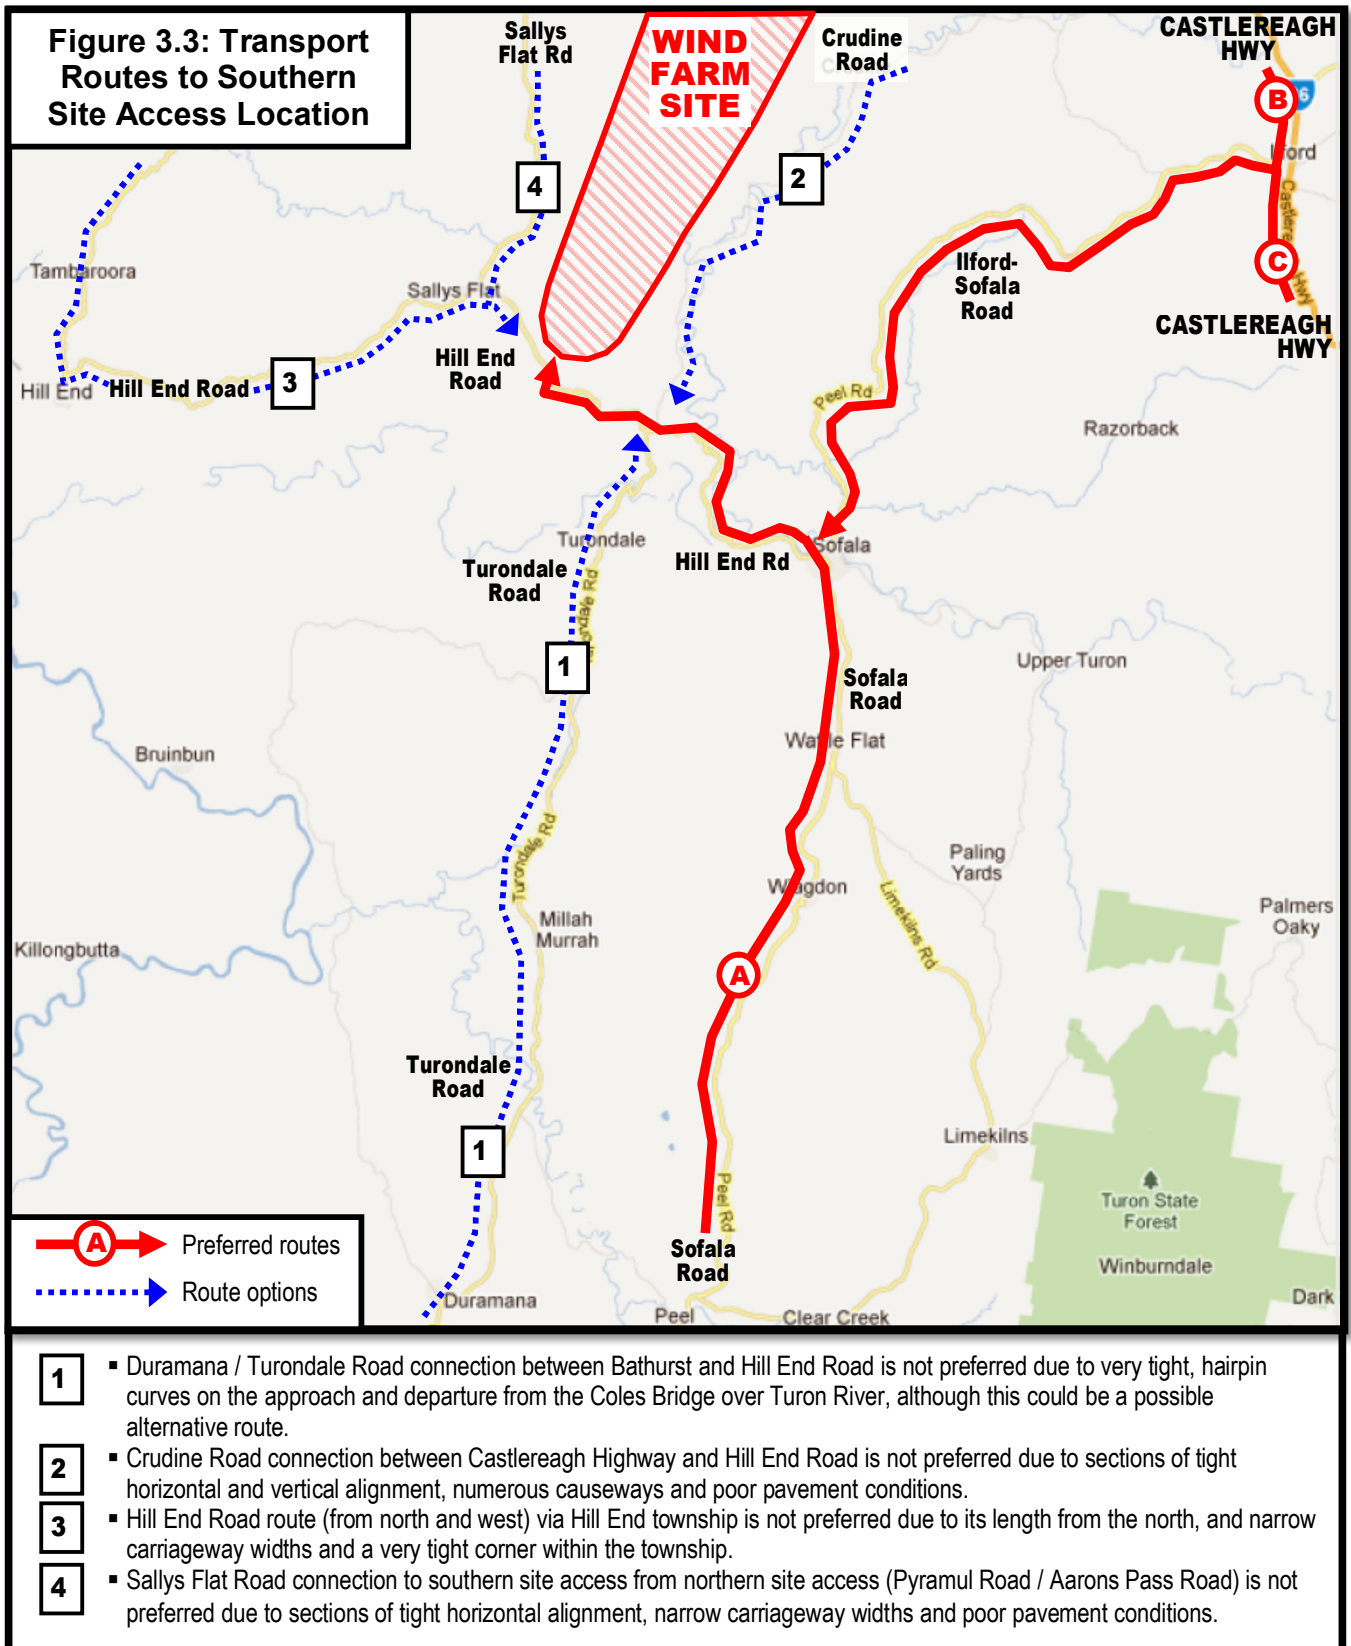 Figure 3.3: Transport
Routes to Southern
Site Access Location
Sallys
Flat Rd
WIND
FARM
SITE
Crudine
Road
CASTLEREAGH
HWY
B
Ilford
4
2
Castlere
Tambaroora
Sallys Flat
Ilford-
Sofala
Road
C
Hwy
CASTLEREAGH
HWY
Hill End
Road
Hill End
Hill End Road
3
Peel Rd
Razorback
Turondale
Sofala
Hill End Rd
Turondale
Road
ondale Rd
1
Upper Turon
Sofala
Road
Wattle Flat
Bruinbun
Turondale Rd
Paling
Yards
Wiagdon
Limekilns Rd
Millah
Murrah
Palmers
Oaky
Killongbutta
A
Turondale
Road
1
Limekilns
Peel Rd
Turon State
Forest
Winburndale
Sofala
Road
A Preferred routes
Route options
Duramana
Peel
Clear Creek
Dark
1 ▪ Duramana / Turondale Road connection between Bathurst and Hill End Road is not preferred due to very tight, hairpin
curves on the approach and departure from the Coles Bridge over Turon River, although this could be a possible
alternative route.
2 ▪ Crudine Road connection between Castlereagh Highway and Hill End Road is not preferred due to sections of tight
horizontal and vertical alignment, numerous causeways and poor pavement conditions.
3 ▪ Hill End Road route (from north and west) via Hill End township is not preferred due to its length from the north, and narrow
carriageway widths and a very tight corner within the township.
4 ▪ Sallys Flat Road connection to southern site access from northern site access (Pyramul Road / Aarons Pass Road) is not
preferred due to sections of tight horizontal alignment, narrow carriageway widths and poor pavement conditions.